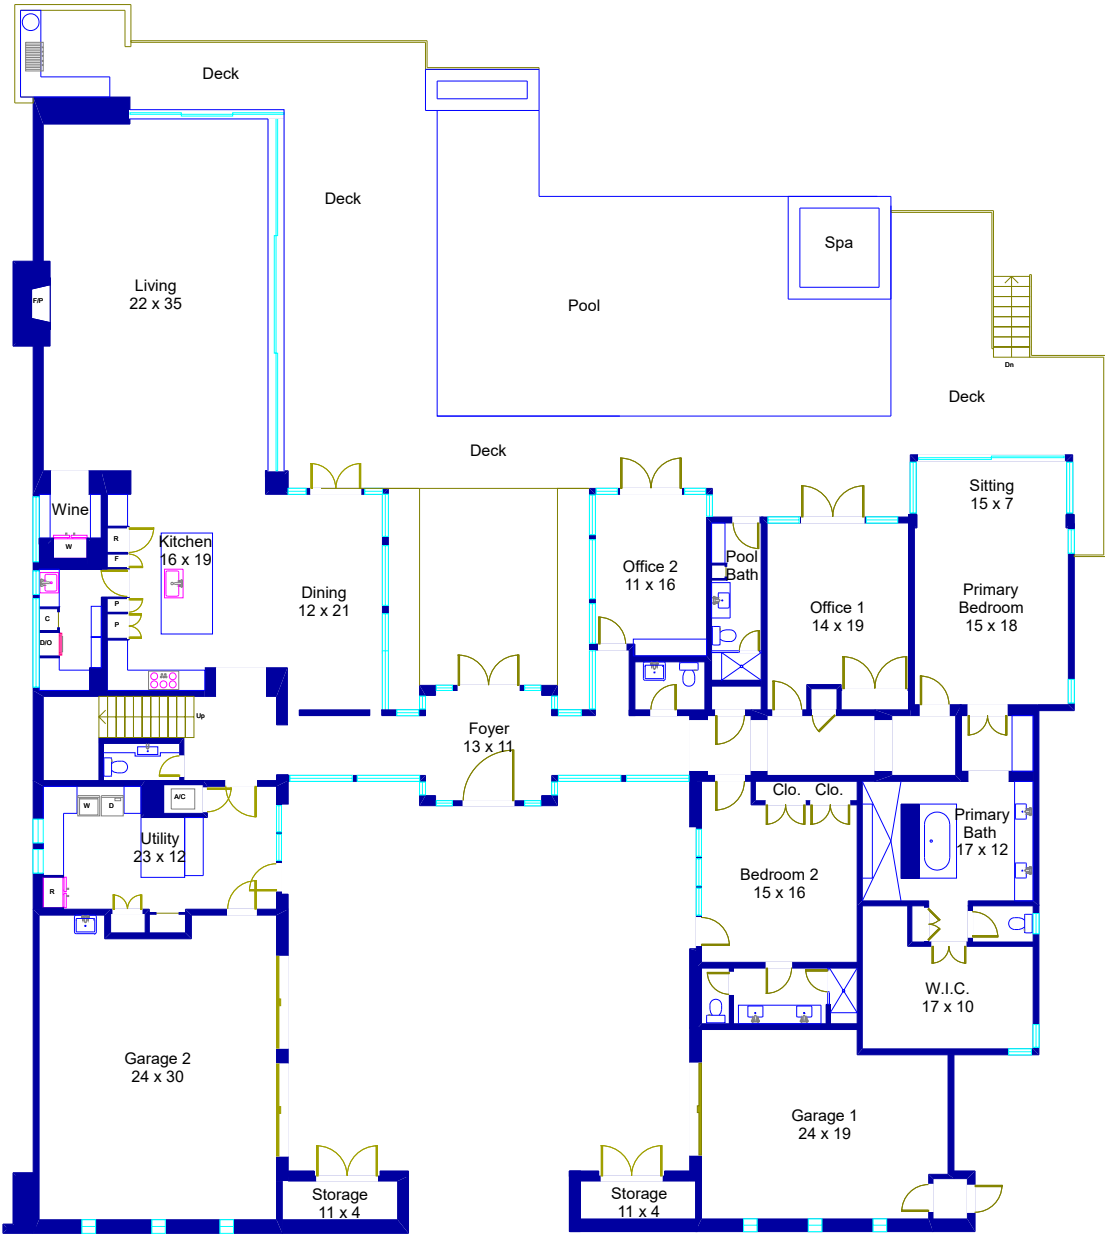 Deck
Deck
Spa
Living
22 x 35
F/P
Pool
Dn
Deck
Deck
Sitting
15 x 7
Wine
R
W
F
Kitchen
16 x 19
Pool
Bath
Office 2
11 x 16
Dining
12 x 21
Primary
Bedroom
15 x 18
Office 1
14 x 19
P
C
P
D/O
Up
Foyer
13 x 11
Clo.
Clo.
A/C
W
D
Utility
23 x 12
Primary
Bath
17 x 12
Bedroom 2
15 x 16
R
W.I.C.
17 x 10
Garage 2
24 x 30
Garage 1
24 x 19
Storage
11 x 4
Storage
11 x 4